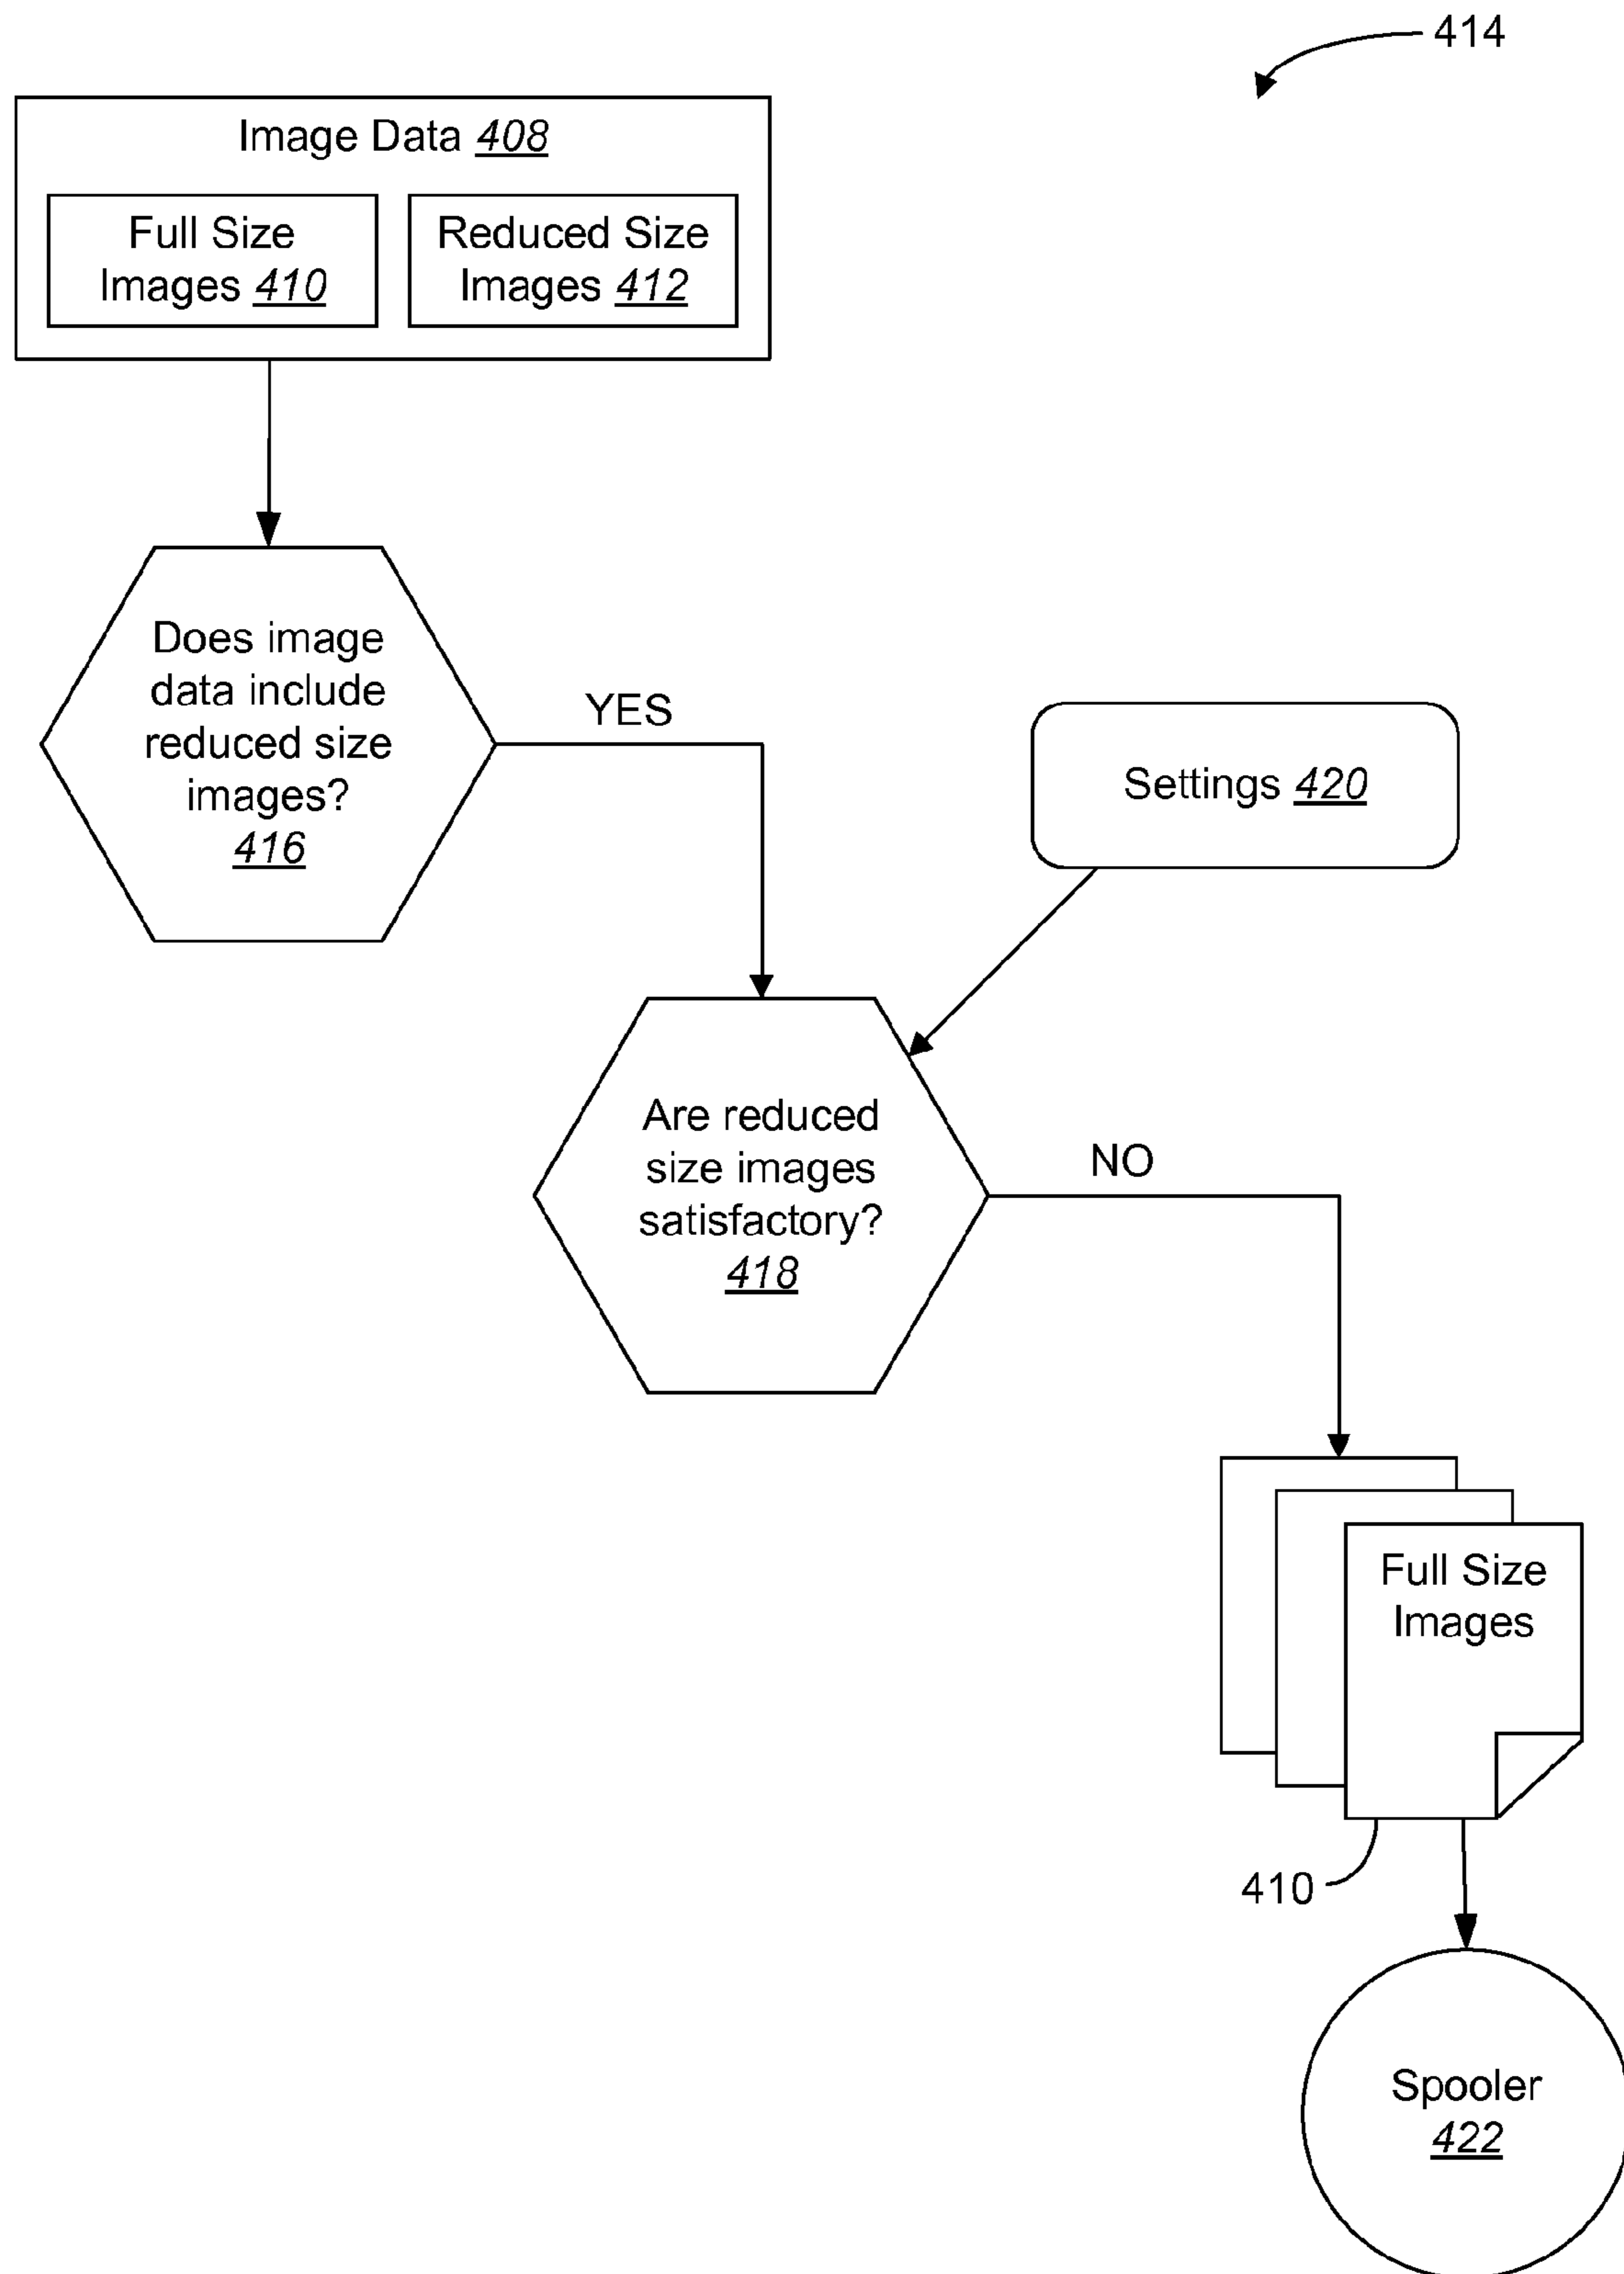 414
Image Data 408
Full Size
Images 410
Reduced Size
Images 412
Does image
data include
reduced size
images?
416
YES
Settings 420
Are reduced
size images
satisfactory?
418
NO
Full Size
Images
410
Spooler
422